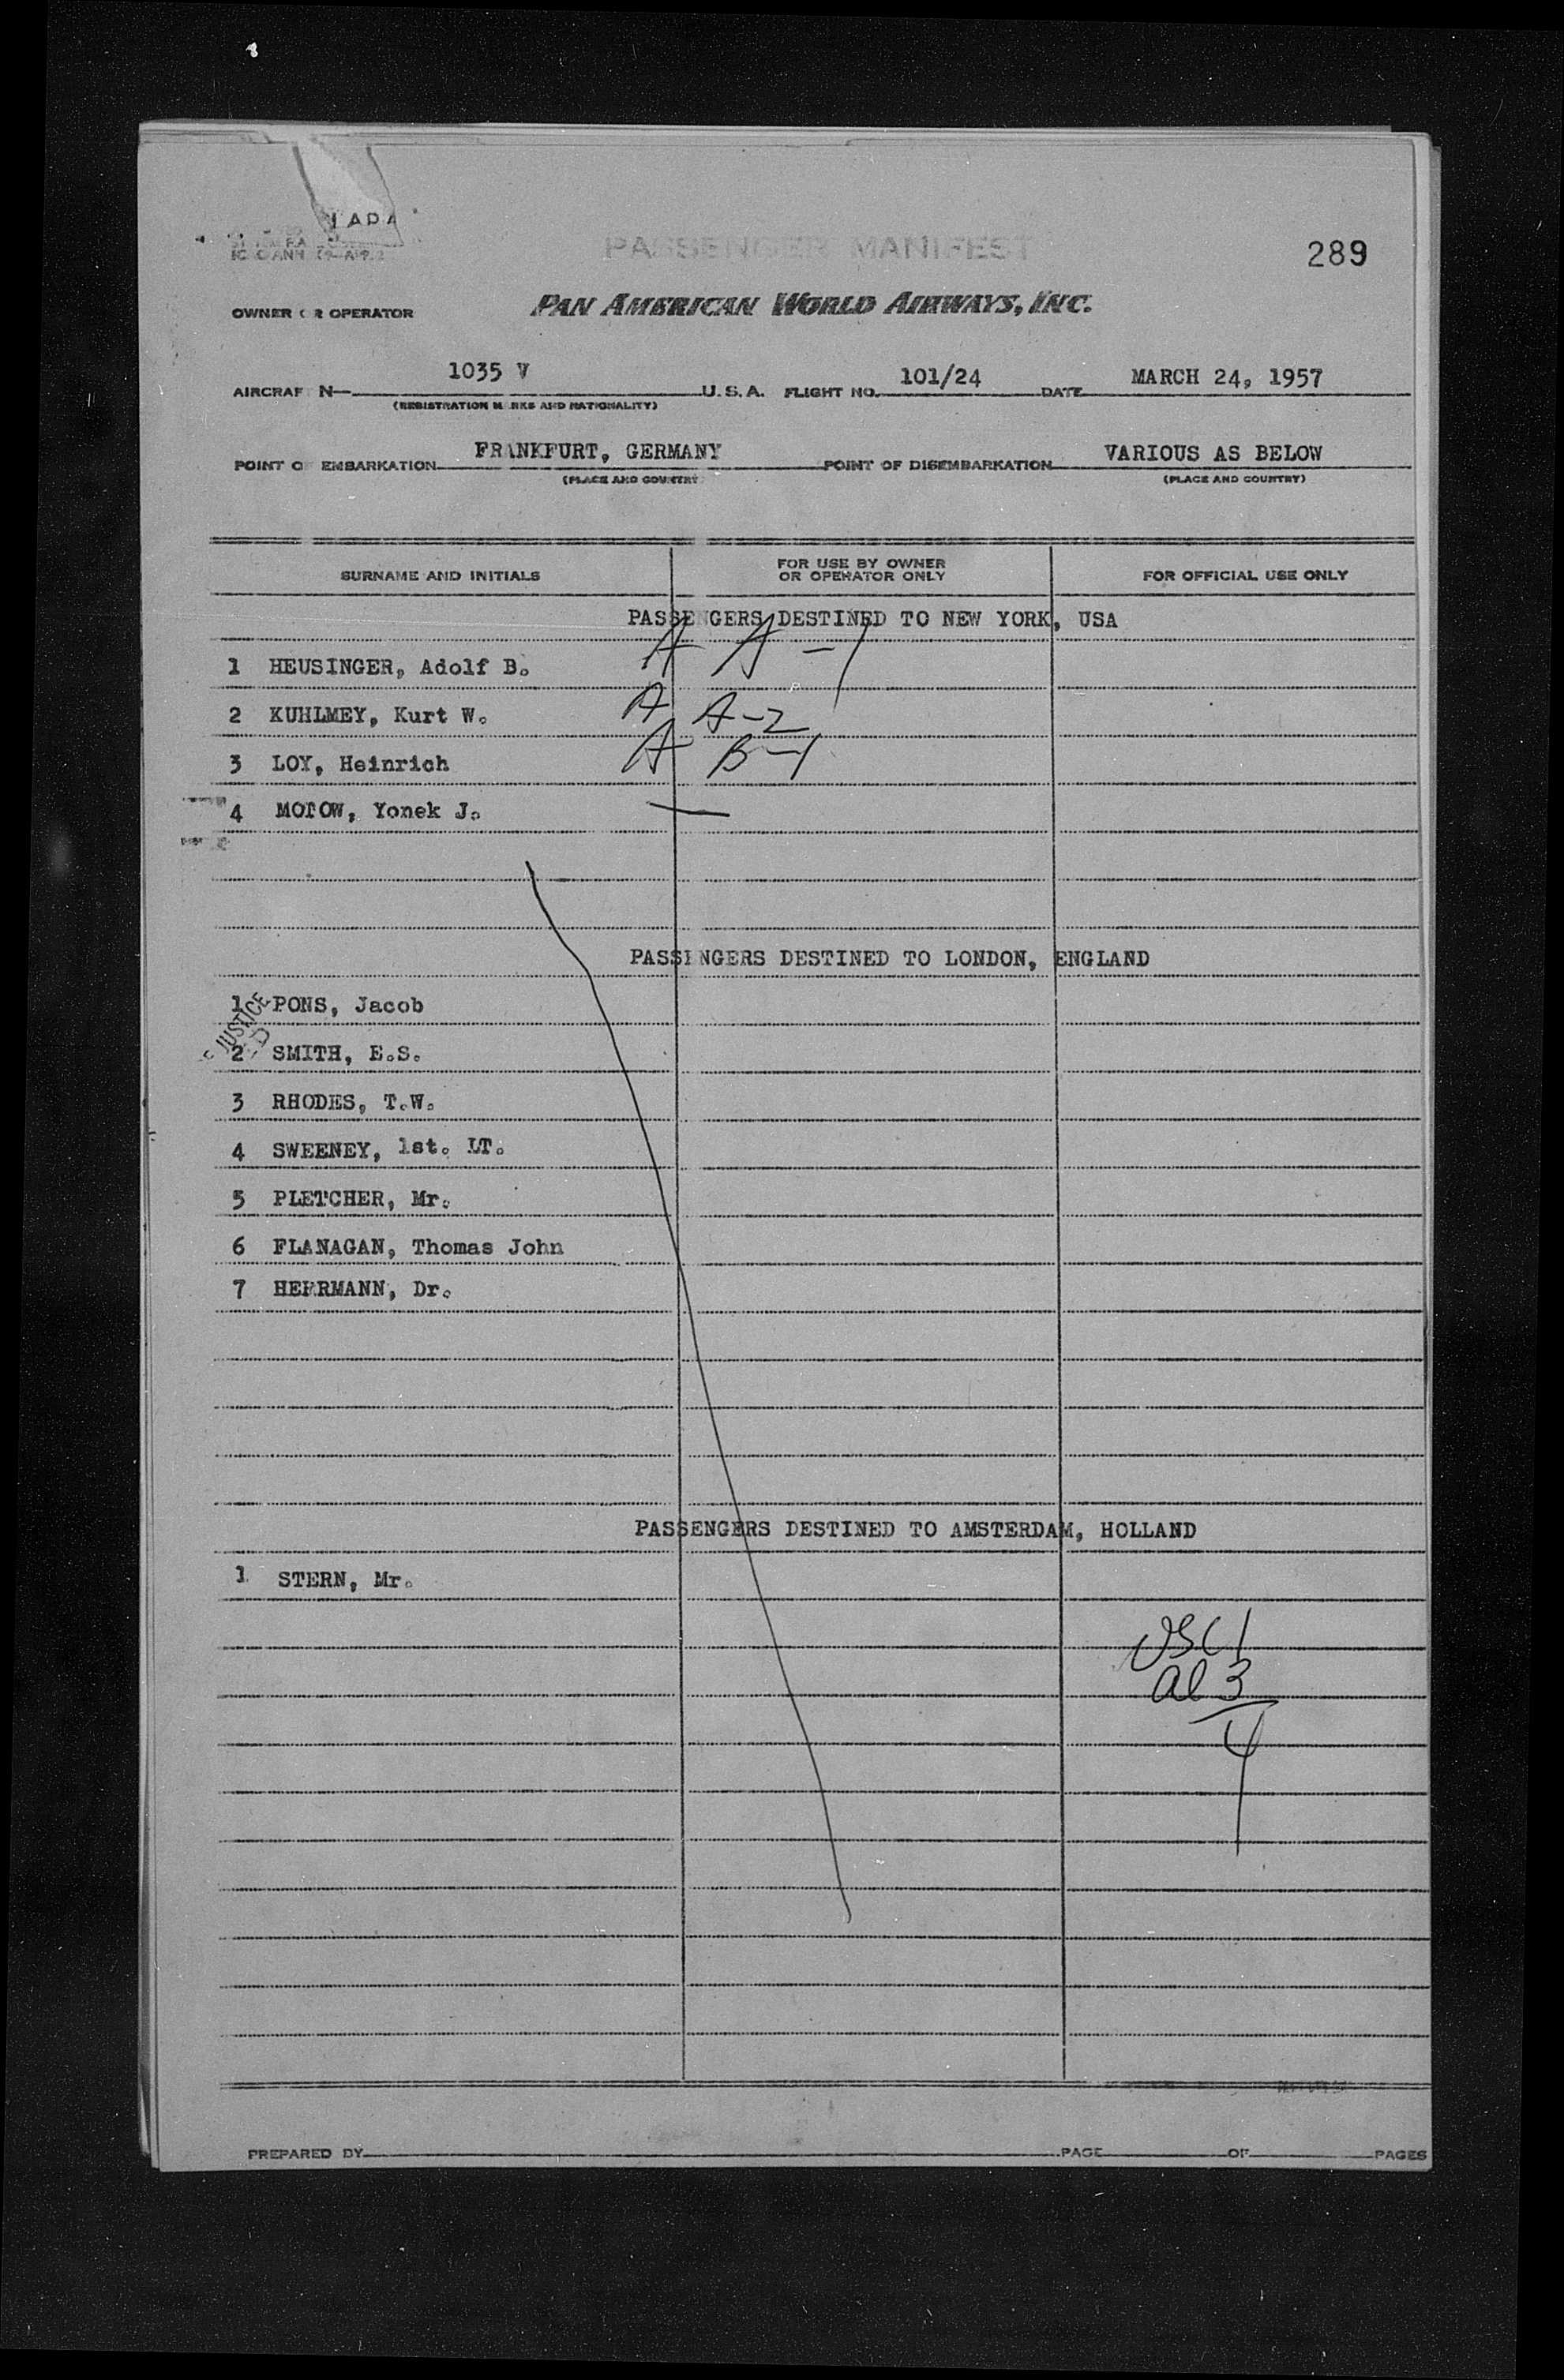 PASSENGER MANIFEST
289
OWNER OR OPERATOR
PAN AMERICAN WORLD AIRWAYS, INC.
AIRCRAFT N— 1035 V U.S.A. FLIGHT NO. 101/24 DATE MARCH 24, 1957
(REGISTRATION MARKS AND NATIONALITY)
POINT OF EMBARKATION FRANKFURT, GERMANY POINT OF DISEMBARKATION VARIOUS AS BELOW
(PLACE AND COUNTRY) (PLACE AND COUNTRY)
SURNAME AND INITIALS FOR USE BY OWNER OR OPERATOR ONLY FOR OFFICIAL USE ONLY
PASSENGERS DESTINED TO NEW YORK, USA
1 HEUSINGER, Adolf B. A A-1
2 KUHLMEY, Kurt W. A A-2
3 LOY, Heinrich A B-1
4 MOTOW, Yonek J. —
PASSENGERS DESTINED TO LONDON, ENGLAND
1 PONS, Jacob
JUSTICE
2 SMITH, E.S.
3 RHODES, T.W.
4 SWEENEY, 1st. LT.
5 PLETCHER, Mr.
6 FLANAGAN, Thomas John
7 HERRMANN, Dr.
PASSENGERS DESTINED TO AMSTERDAM, HOLLAND
1 STERN, Mr.
USC 1
al 3
4
PREPARED BY PAGE OF PAGES